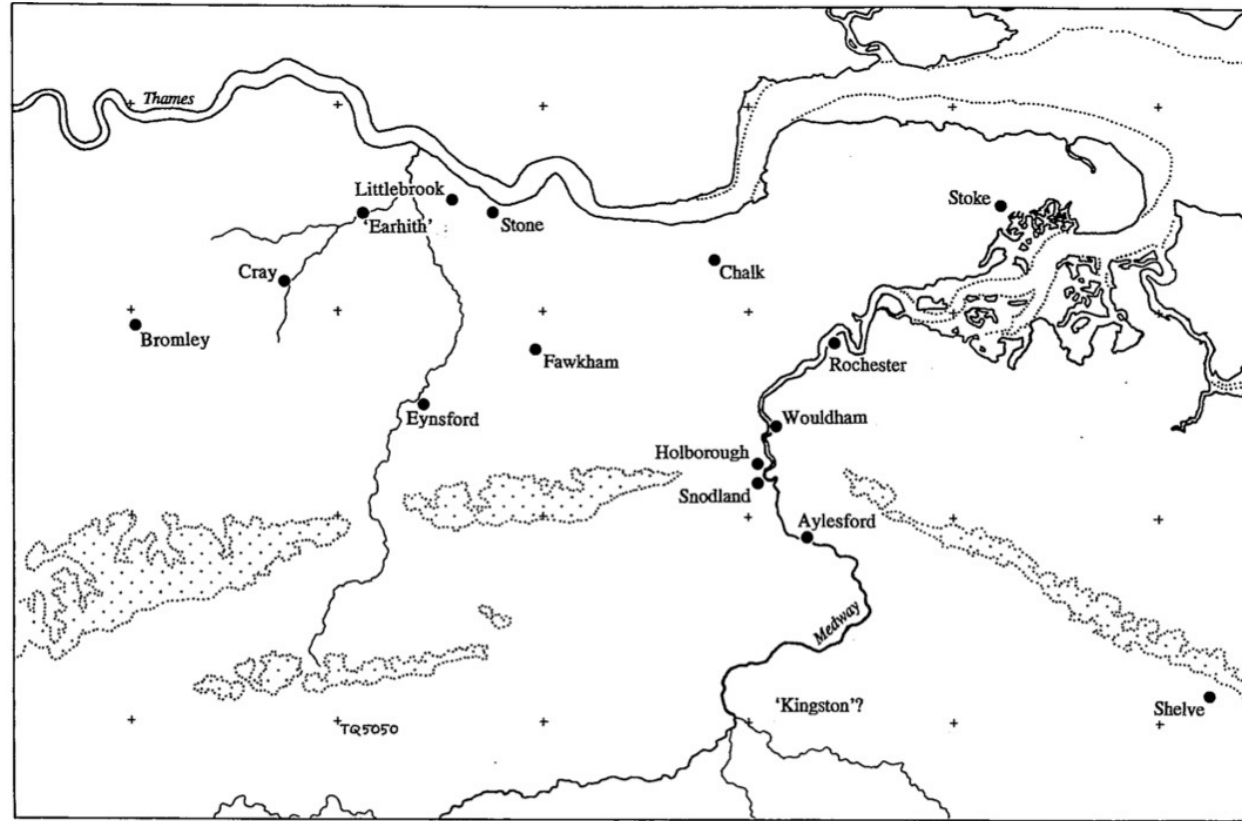 Thames
Littlebrook
'Earhith'
Stone
Stoke
Cray
Chalk
Bromley
Fawkham
Rochester
Eynsford
Wouldham
Holborough
Snodland
Aylesford
Medway
'Kingston'?
Shelve
TQ5050